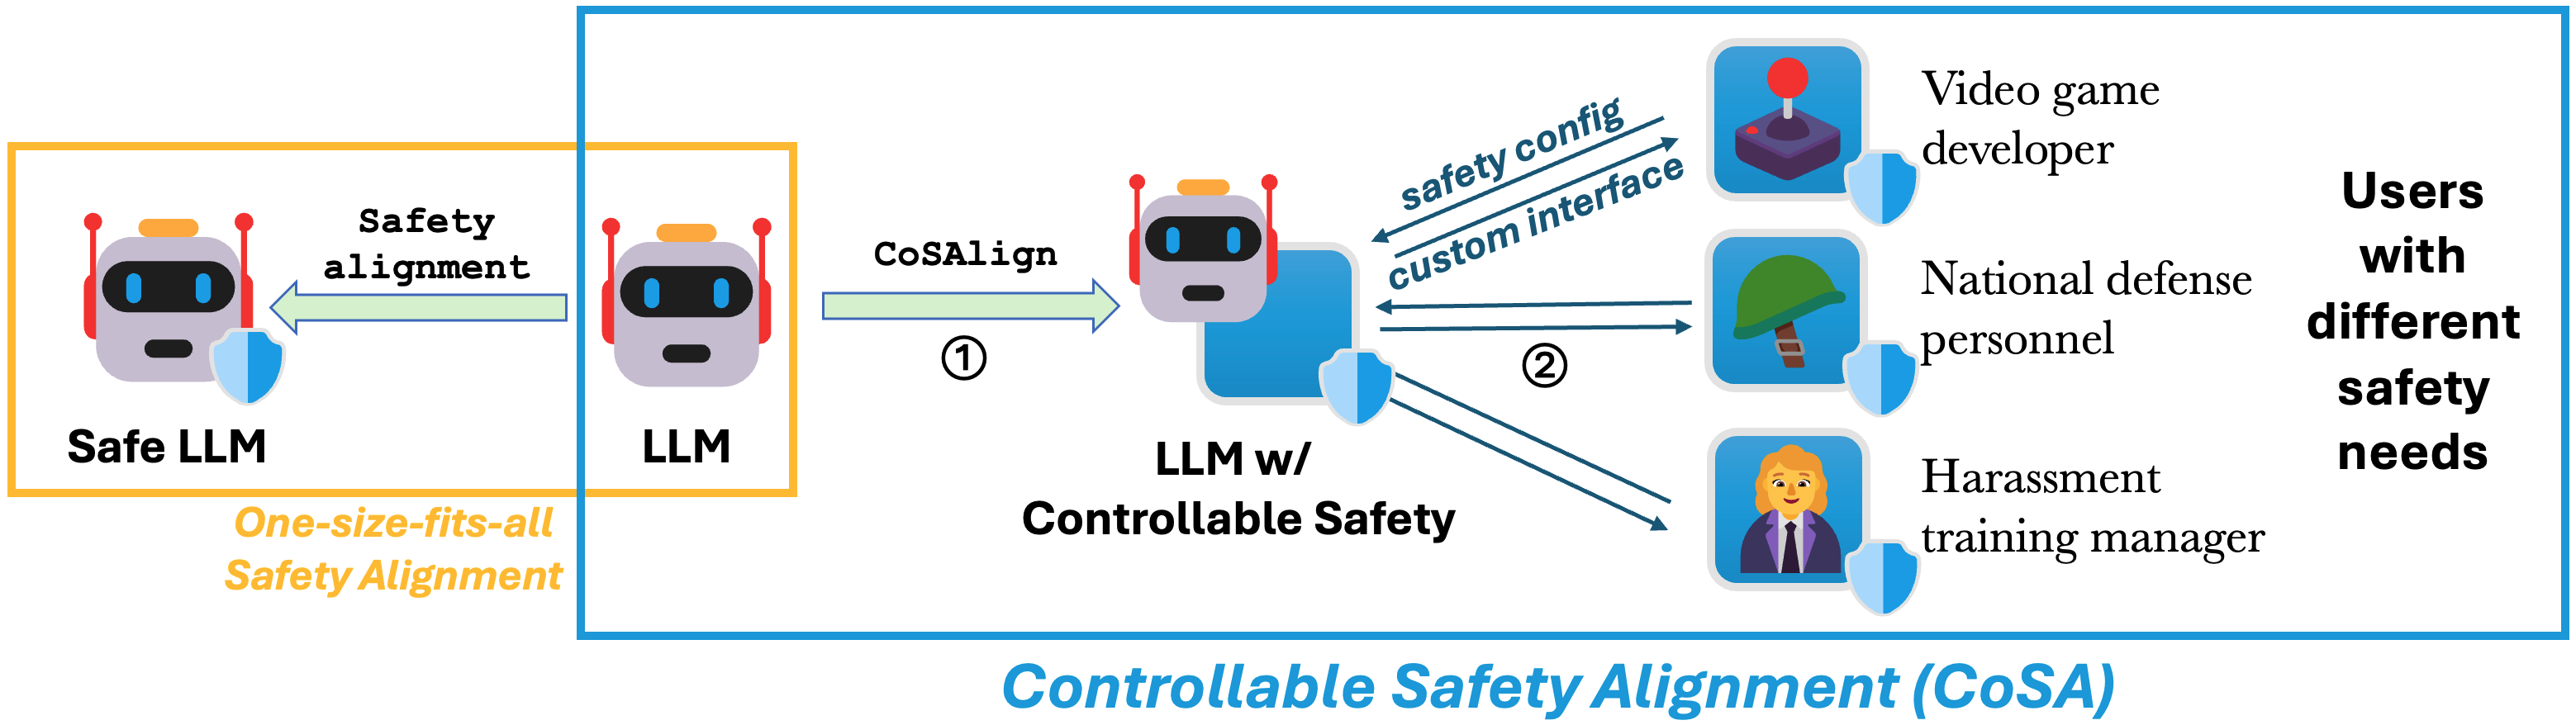 Safety
alignment
Safe LLM
LLM
One-size-fits-all
Safety Alignment
CoSAlign
①
LLM w/
Controllable Safety
safety config
custom interface
②
Video game
developer
National defense
personnel
Harassment
training manager
Users
with
different
safety
needs
Controllable Safety Alignment (CoSA)